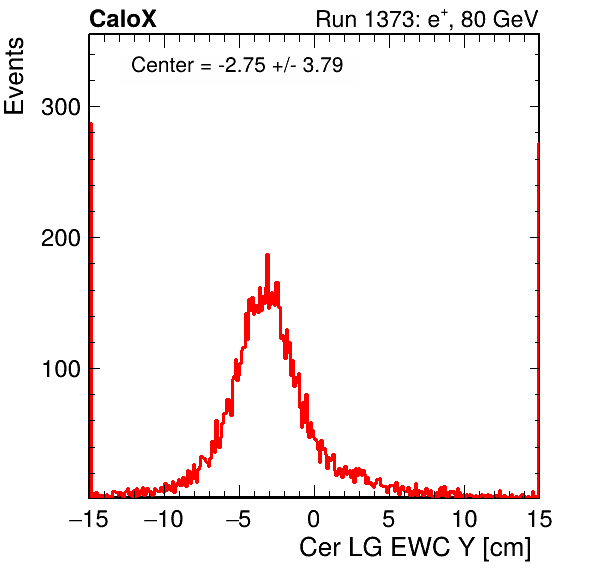 CaloX Run 1373: e+, 80 GeV
Center = -2.75 +/- 3.79
Events
300
200
100
−15 −10 −5 0 5 10 15
Cer LG EWC Y [cm]